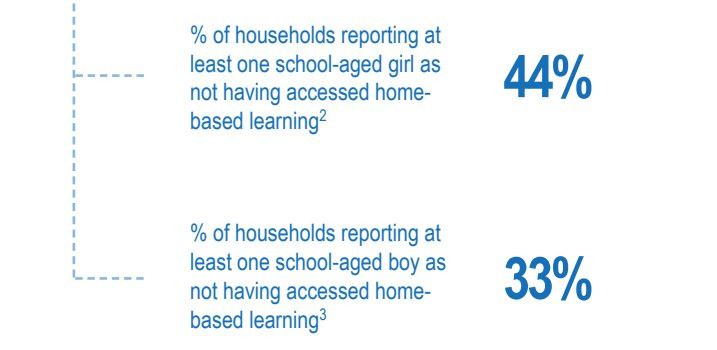 % of households reporting at
least one school-aged girl as
not having accessed home-
based learning²
44%
% of households reporting at
least one school-aged boy as
not having accessed home-
based learning³
33%